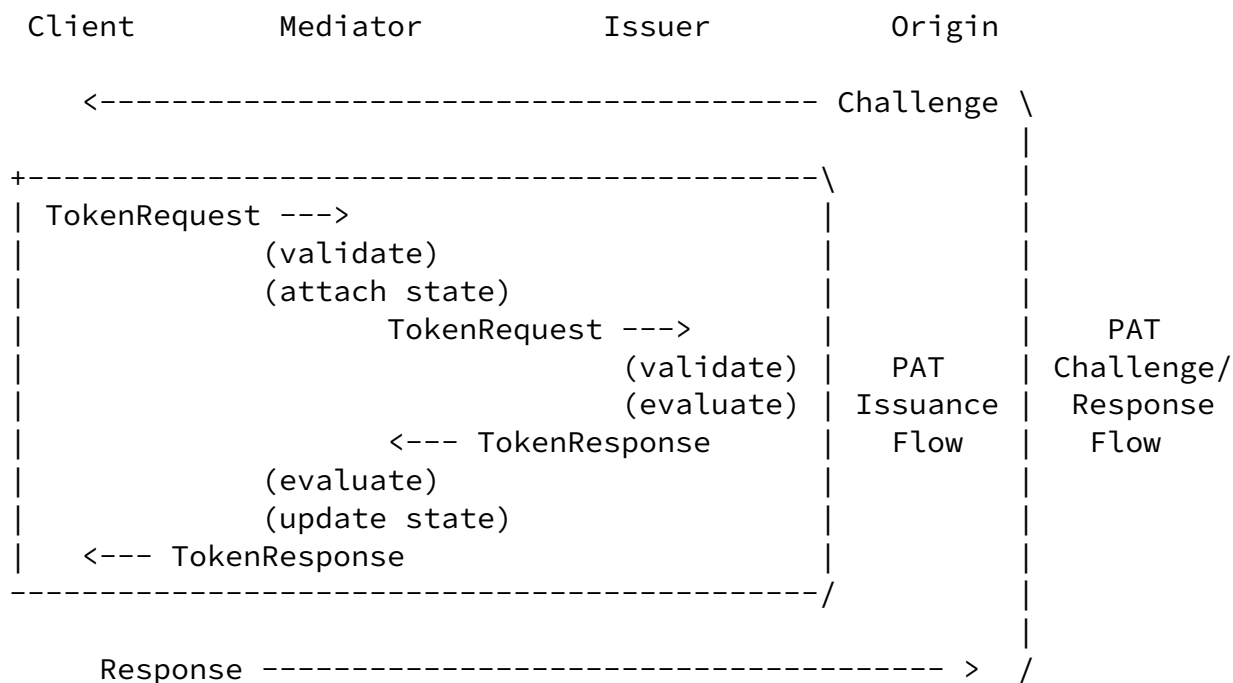 Client Mediator Issuer Origin
<--------------------------------------- Challenge \
|
+--------------------------------------------\ |
| TokenRequest ---> | |
| (validate) | |
| (attach state) | |
| TokenRequest ---> | | PAT
| (validate) | PAT | Challenge/
| (evaluate) | Issuance | Response
| <--- TokenResponse | Flow | Flow
| (evaluate) | |
| (update state) | |
| <--- TokenResponse | |
---------------------------------------------/ |
|
Response -------------------------------------- > /